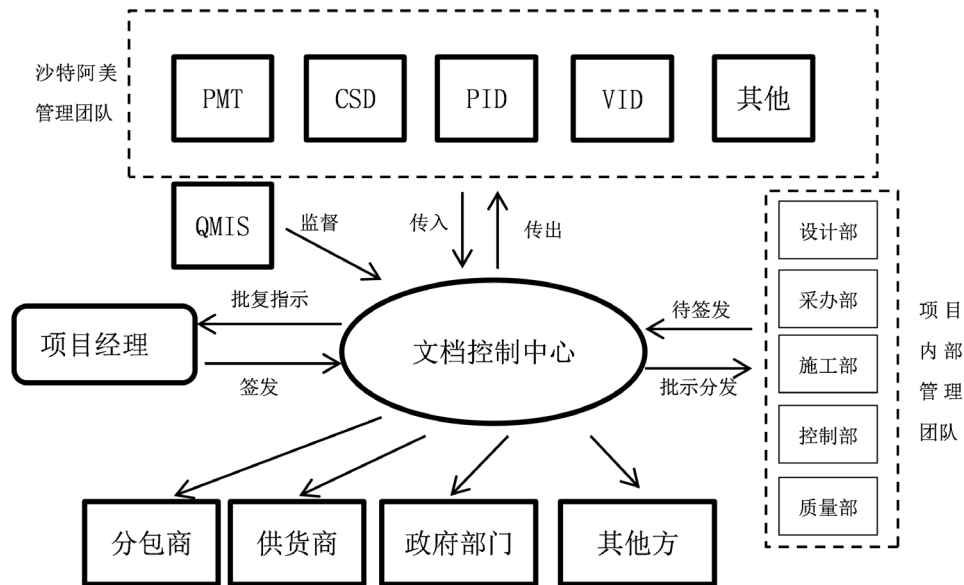 沙特阿美
管理团队
PMT
CSD
PID
VID
其他
QMIS
监督
传入
传出
批复指示
项目经理
签发
文档控制中心
待签发
批示分发
设计部
采办部
施工部
控制部
质量部
项目
内部
管理
团队
分包商
供货商
政府部门
其他方